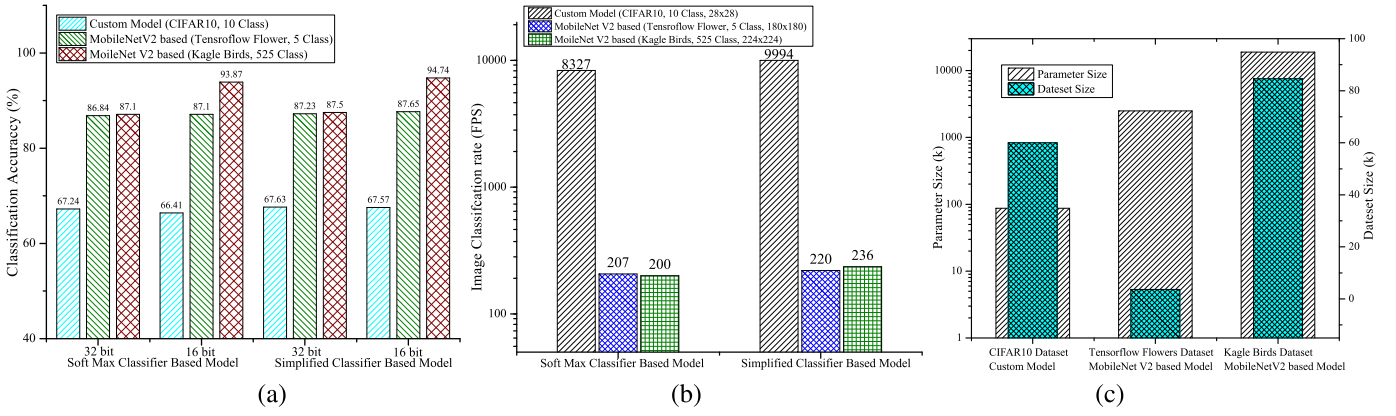 Custom Model (CIFAR10, 10 Class)
MobileNetV2 based (Tensroflow Flower, 5 Class)
MoileNet V2 based (Kagle Birds, 525 Class)
Classification Accuraccy (%)
100
80
60
40
67.24
86.84
87.1
66.41
87.1
93.87
67.63
87.23
87.5
67.57
87.65
94.74
32 bit
16 bit
32 bit
16 bit
Soft Max Classifier Based Model
Simplified Classifier Based Model
(a)
Custom Model (CIFAR10, 10 Class, 28x28)
MobileNet V2 based (Tensroflow Flower, 5 Class, 180x180)
MoileNet V2 based (Kagle Birds, 525 Class, 224x224)
Image Classifcation rate (FPS)
10000
1000
100
8327
207
200
9994
220
236
Soft Max Classifier Based Model
Simplified Classifier Based Model
(b)
Parameter Size
Dateset Size
Parameter Size (k)
10000
1000
100
10
1
Dateset Size (k)
100
80
60
40
20
0
CIFAR10 Dataset
Custom Model
Tensorflow Flowers Dataset
MobileNet V2 based Model
Kagle Birds Dataset
MobileNetV2 based Model
(c)